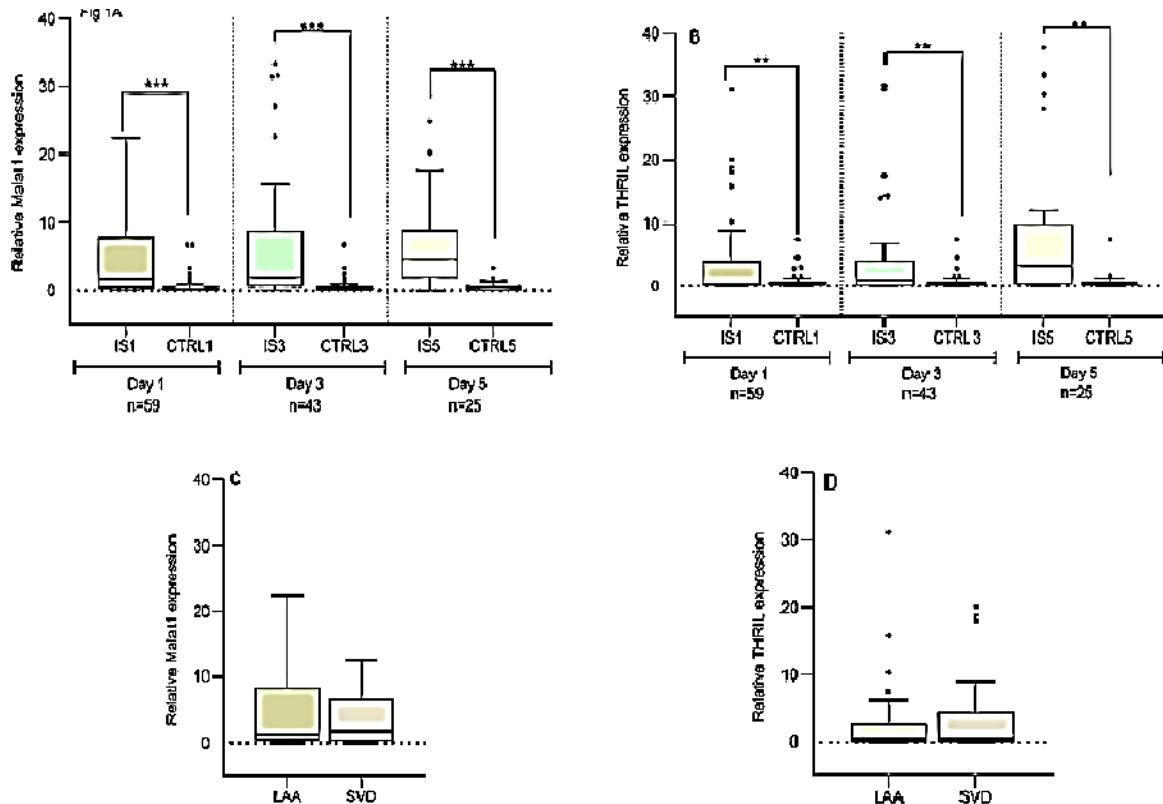 Fig 1A
Relative Malat1 expression
40
30
20
10
0
***
***
***
IS1 CTRL1 IS3 CTRL3 IS5 CTRL5
Day 1 Day 3 Day 5
n=59 n=43 n=25
B
Relative THRIL expression
40
30
20
10
0
**
**
**
IS1 CTRL1 IS3 CTRL3 IS5 CTRL5
Day 1 Day 3 Day 5
n=59 n=43 n=25
C
Relative Malat1 expression
40
30
20
10
0
LAA SVD
D
Relative THRIL expression
40
30
20
10
0
LAA SVD